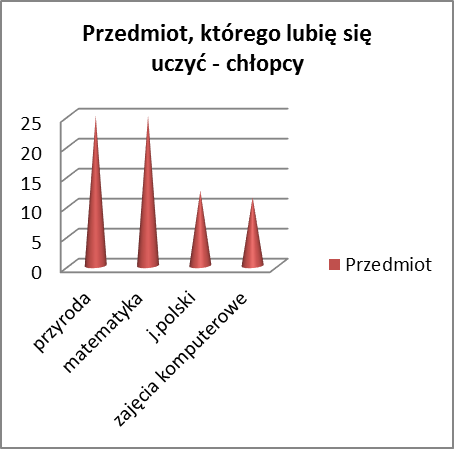 Przedmiot, którego lubię się
uczyć - chłopcy
25
20
15
10
5
0
przyroda
matematyka
j.polski
zajęcia komputerowe
Przedmiot